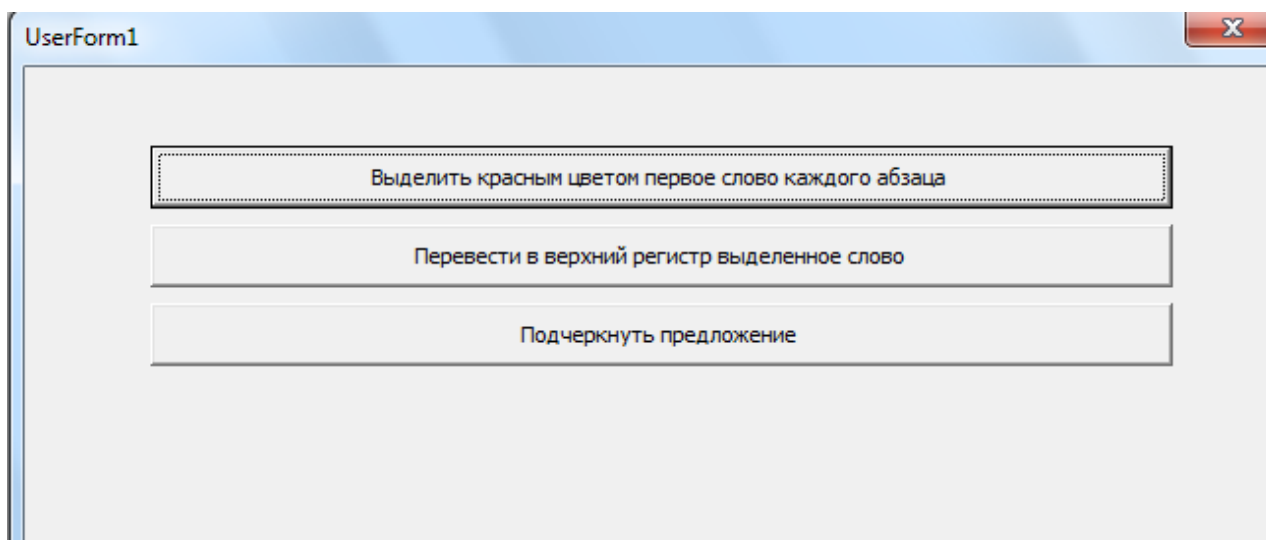 UserForm1
Выделить красным цветом первое слово каждого абзаца
Перевести в верхний регистр выделенное слово
Подчеркнуть предложение